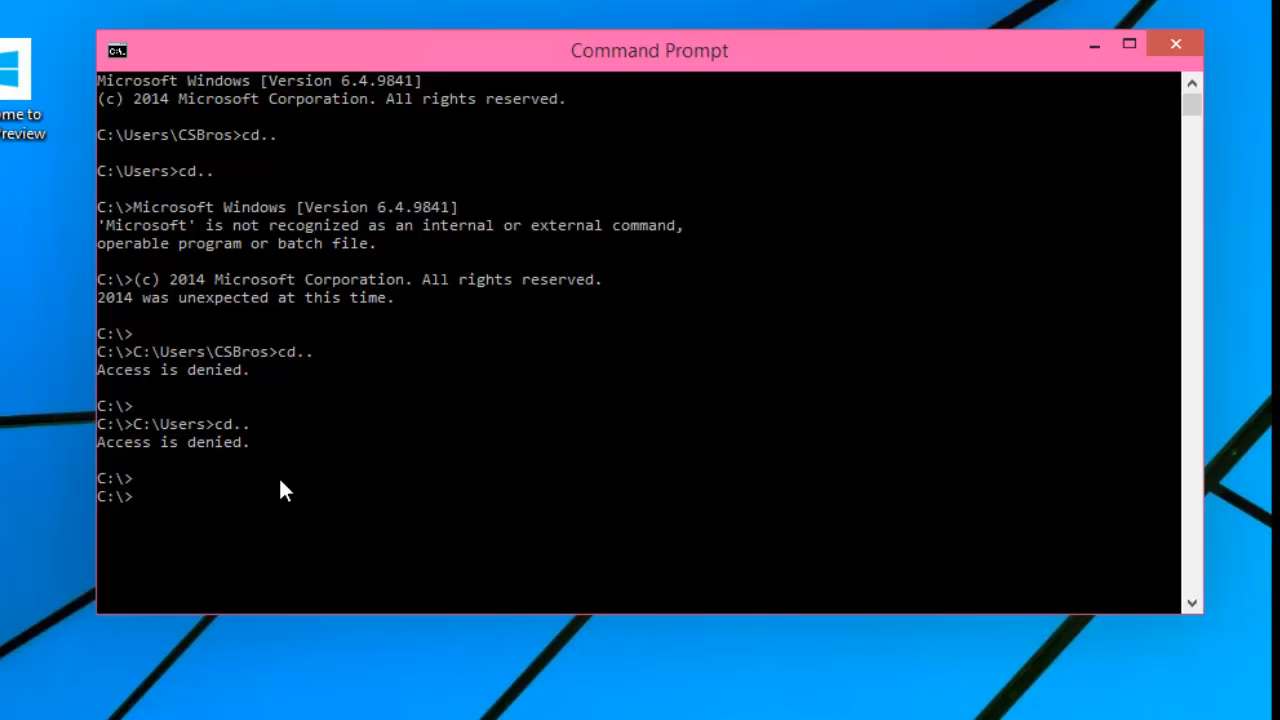 Command Prompt
ome to
review
Microsoft Windows [Version 6.4.9841]
(c) 2014 Microsoft Corporation. All rights reserved.
C:\Users\CSBros>cd..
C:\Users>cd..
C:\>Microsoft Windows [Version 6.4.9841]
'Microsoft' is not recognized as an internal or external command,
operable program or batch file.
C:\>(c) 2014 Microsoft Corporation. All rights reserved.
2014 was unexpected at this time.
C:\>
C:\>C:\Users\CSBros>cd..
Access is denied.
C:\>
C:\>C:\Users>cd..
Access is denied.
C:\>
C:\>